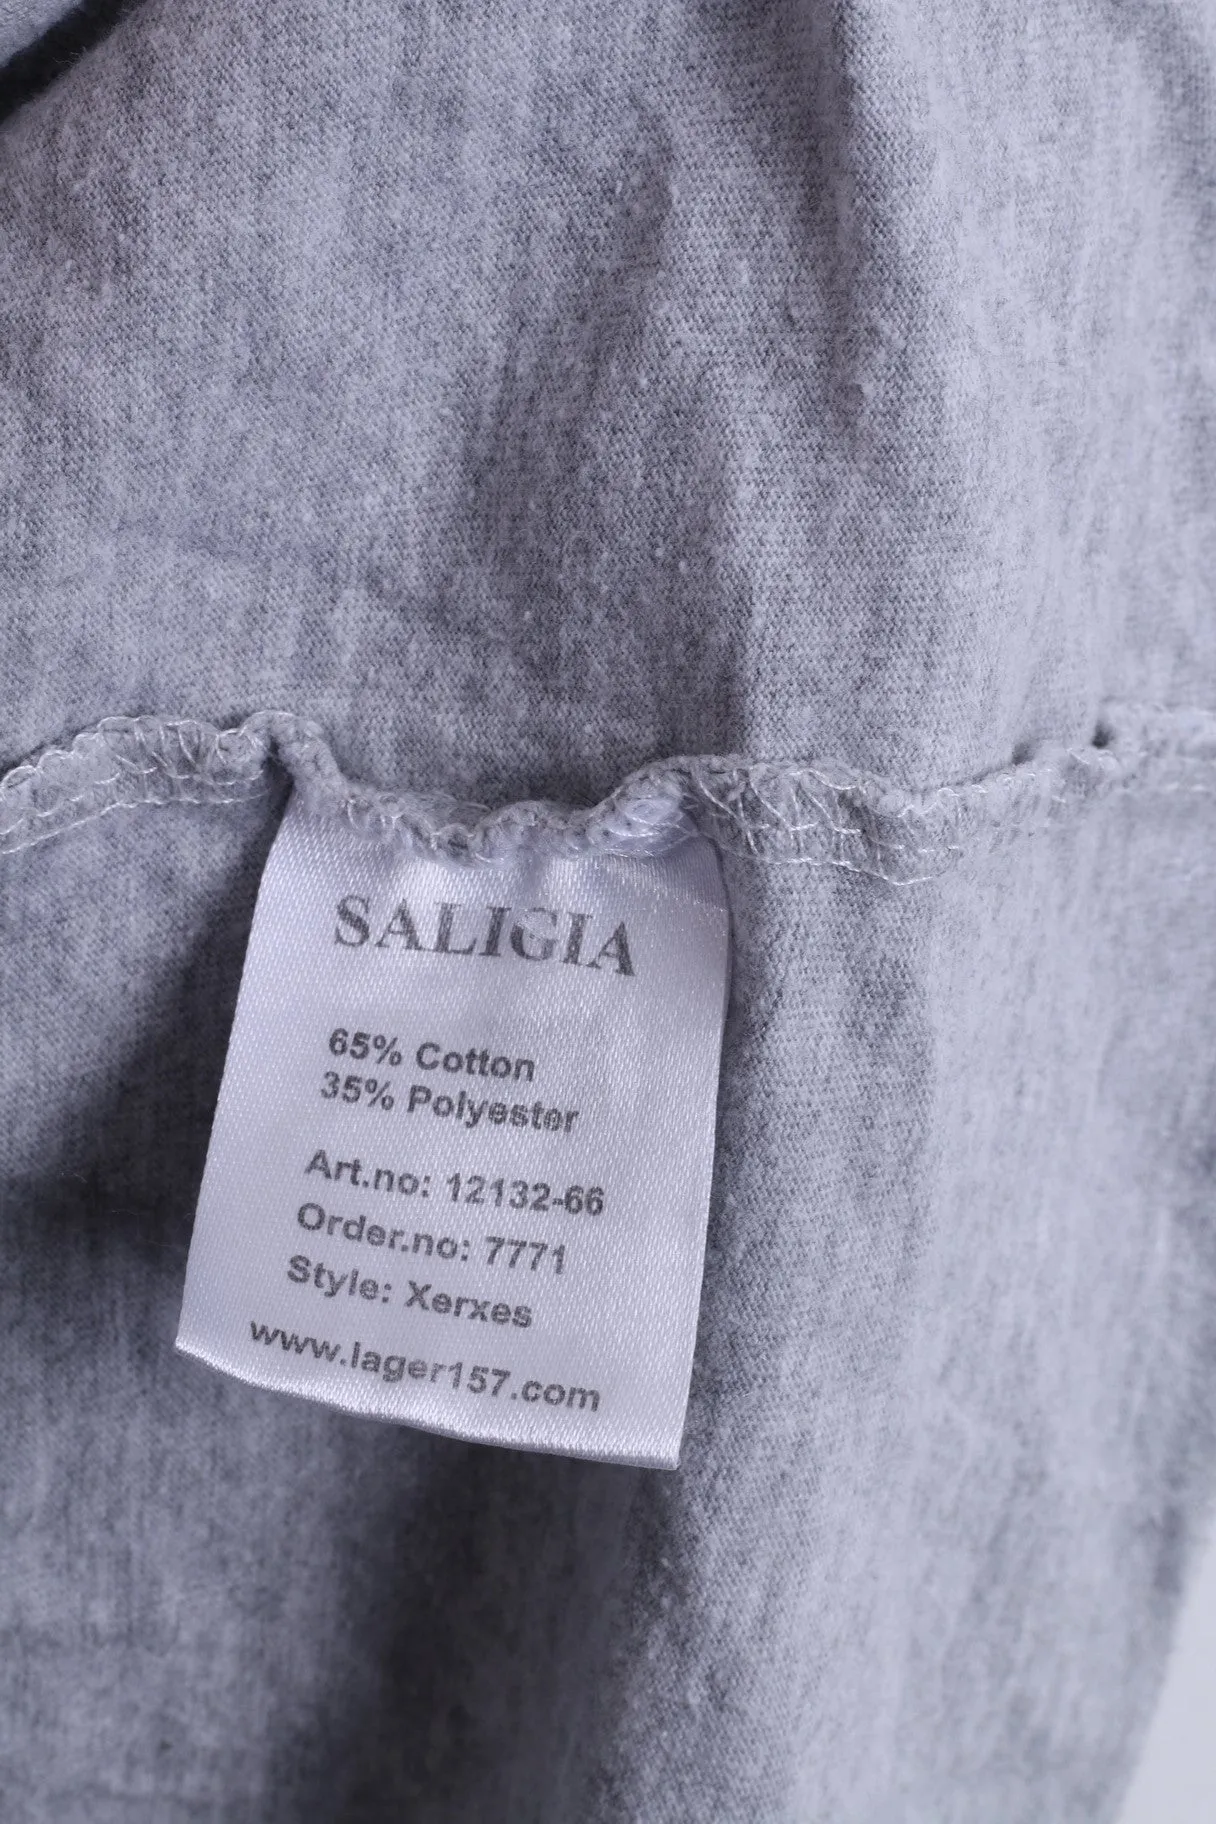 SALIGIA
65% Cotton
35% Polyester
Art.no: 12132-66
Order.no: 7771
Style: Xerxes
www.lager157.com